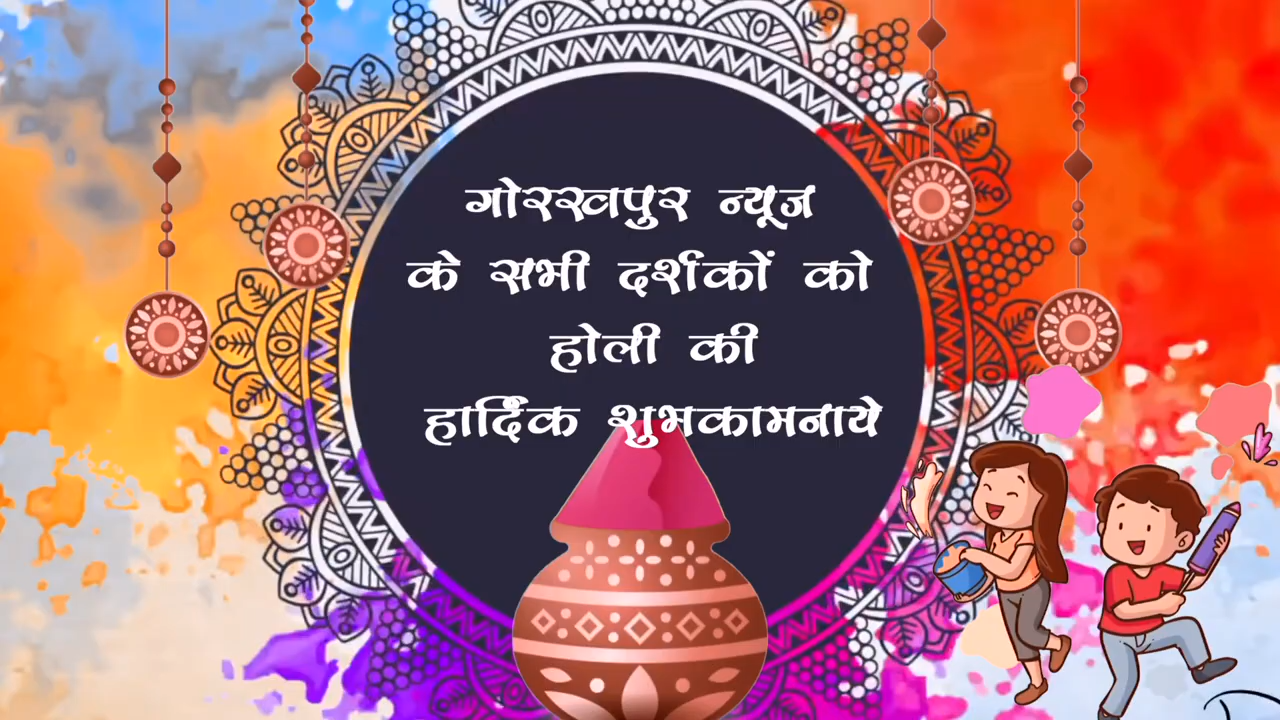 गोरखपुर न्यूज
के सभी दर्शकों को
होली की
हार्दिक शुभकामनाये